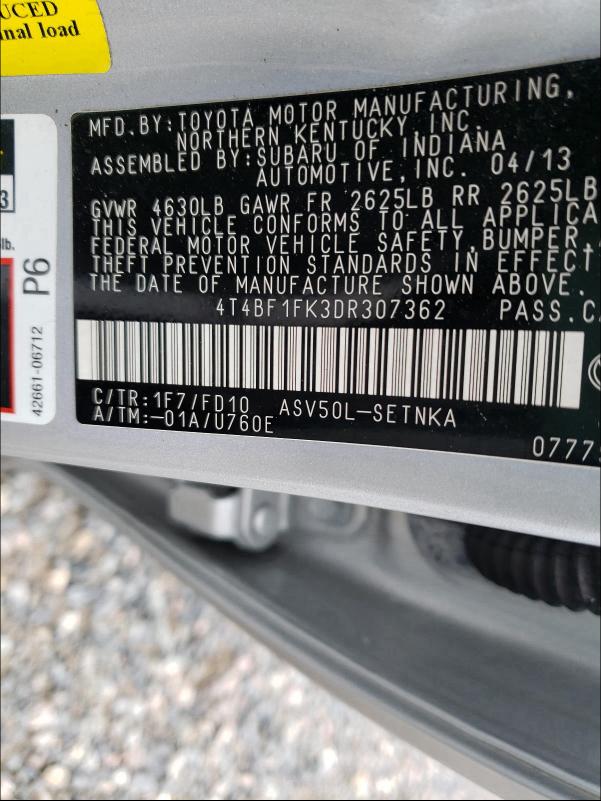 UCED
nal load
3
lb.
P6
42661-06712
MFD.BY:TOYOTA MOTOR MANUFACTURING,
NORTHERN KENTUCKY,INC.
ASSEMBLED BY:SUBARU OF INDIANA
AUTOMOTIVE,INC. 04/13
GVWR 4630LB GAWR FR 2625LB RR 2625LB
THIS VEHICLE CONFORMS TO ALL APPLICA
FEDERAL MOTOR VEHICLE SAFETY,BUMPER,
THEFT PREVENTION STANDARDS IN EFFECT
THE DATE OF MANUFACTURE SHOWN ABOVE.
4T4BF1FK3DR307362 PASS.CA
C/TR:1F7/FD10 ASV50L-SETNKA
A/TM:-01A/U760E
0777